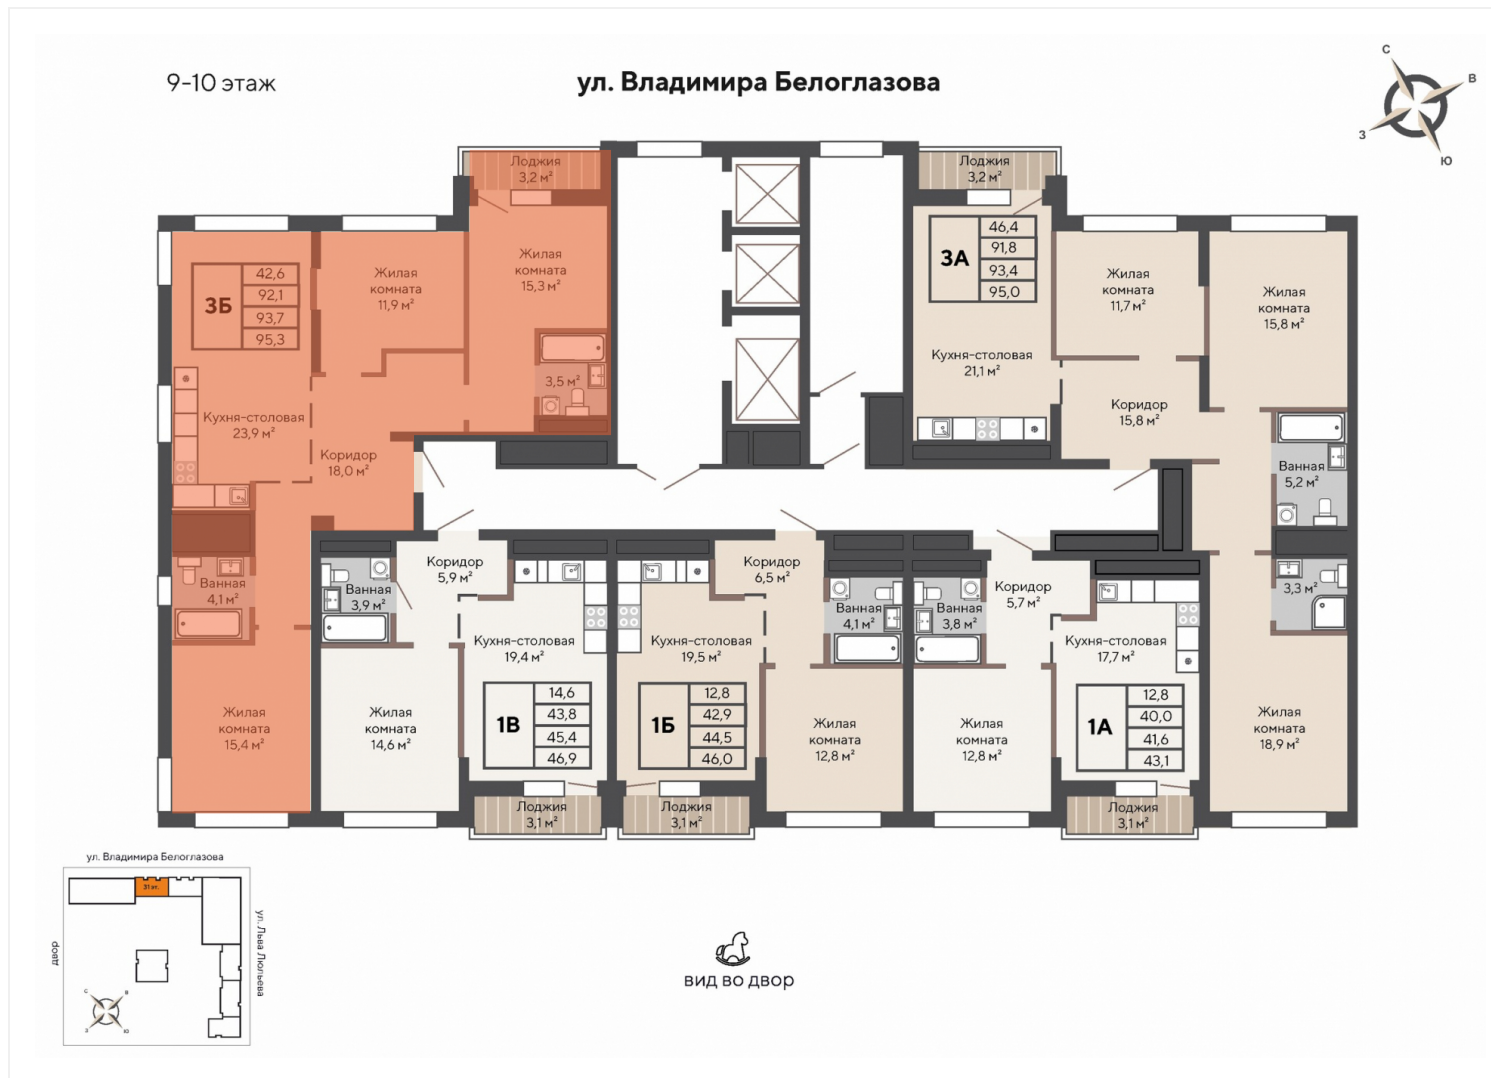 9-10 этаж
ул. Владимира Белоглазова
С
В
З
Ю
Лоджия
3,2 м²
Лоджия
3,2 м²
3Б
42,6
92,1
93,7
95,3
Жилая
комната
11,9 м²
Жилая
комната
15,3 м²
3,5 м²
Кухня-столовая
23,9 м²
Коридор
18,0 м²
Ванная
4,1 м²
Жилая
комната
15,4 м²
3А
46,4
91,8
93,4
95,0
Кухня-столовая
21,1 м²
Жилая
комната
11,7 м²
Жилая
комната
15,8 м²
Коридор
15,8 м²
Ванная
5,2 м²
3,3 м²
Жилая
комната
18,9 м²
Коридор
5,9 м²
Ванная
3,9 м²
Кухня-столовая
19,4 м²
Жилая
комната
14,6 м²
1В
14,6
43,8
45,4
46,9
Лоджия
3,1 м²
Коридор
6,5 м²
Ванная
4,1 м²
Кухня-столовая
19,5 м²
1Б
12,8
42,9
44,5
46,0
Жилая
комната
12,8 м²
Лоджия
3,1 м²
Коридор
5,7 м²
Ванная
3,8 м²
Кухня-столовая
17,7 м²
Жилая
комната
12,8 м²
1А
12,8
40,0
41,6
43,1
Лоджия
3,1 м²
ул. Владимира Белоглазова
31 эт.
двор
ул. Льва Люльева
С
В
З
Ю
вид во двор